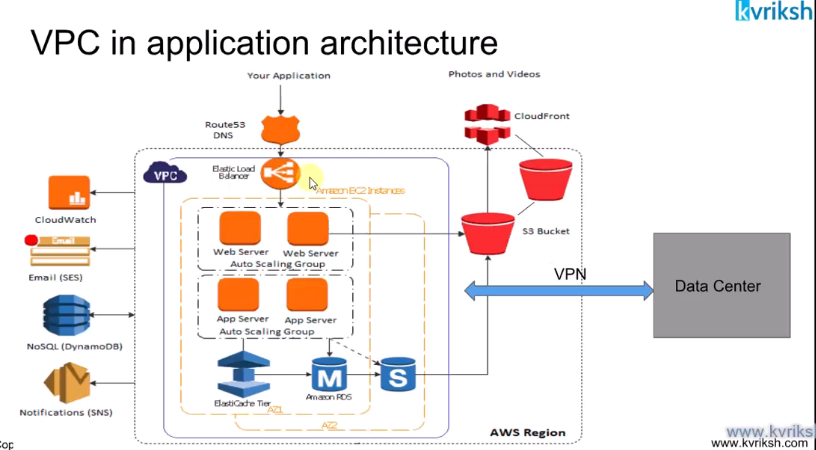 kvriksh
VPC in application architecture
Your Application
Photos and Videos
Route53
DNS
CloudFront
VPC
Elastic Load
Balancer
Amazon EC2 Instances
CloudWatch
Web Server
Web Server
Auto Scaling Group
S3 Bucket
Email
Email (SES)
VPN
Data Center
App Server
App Server
Auto Scaling Group
NoSQL (DynamoDB)
M
S
ElastiCache Tier
Amazon RDS
AZ1
AZ2
Notifications (SNS)
AWS Region
www.kvriks
www.kvriksh.com
Cop